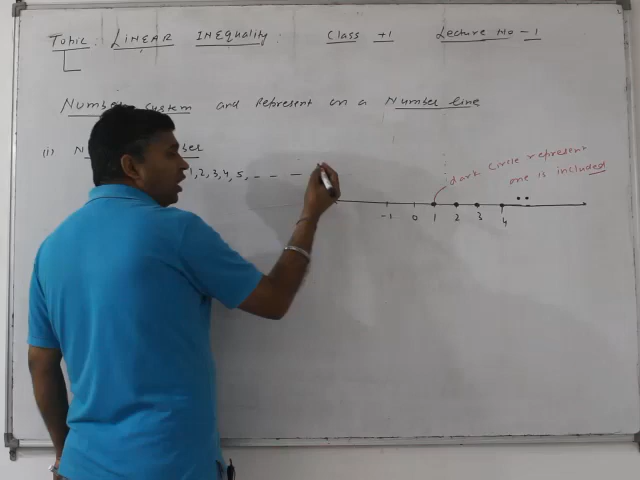 Topic: LINEAR INEQUALITY: Class +1 Lecture No-1
Number system and Represent on a Number line
(i)
1,2,3,4,5,_ _ _
dark circle represent
one is included
-1 0 1 2 3 4